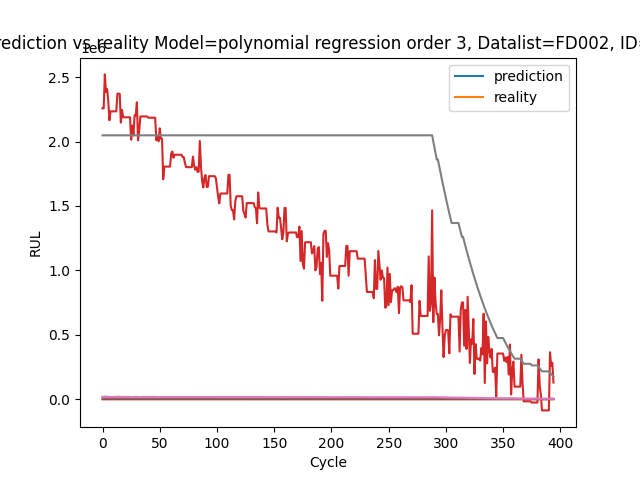 rediction vs reality Model=polynomial regression order 3, Datalist=FD002, ID=
1e6
2.5
2.0
1.5
1.0
0.5
0.0
RUL
prediction
reality
0 50 100 150 200 250 300 350 400
Cycle